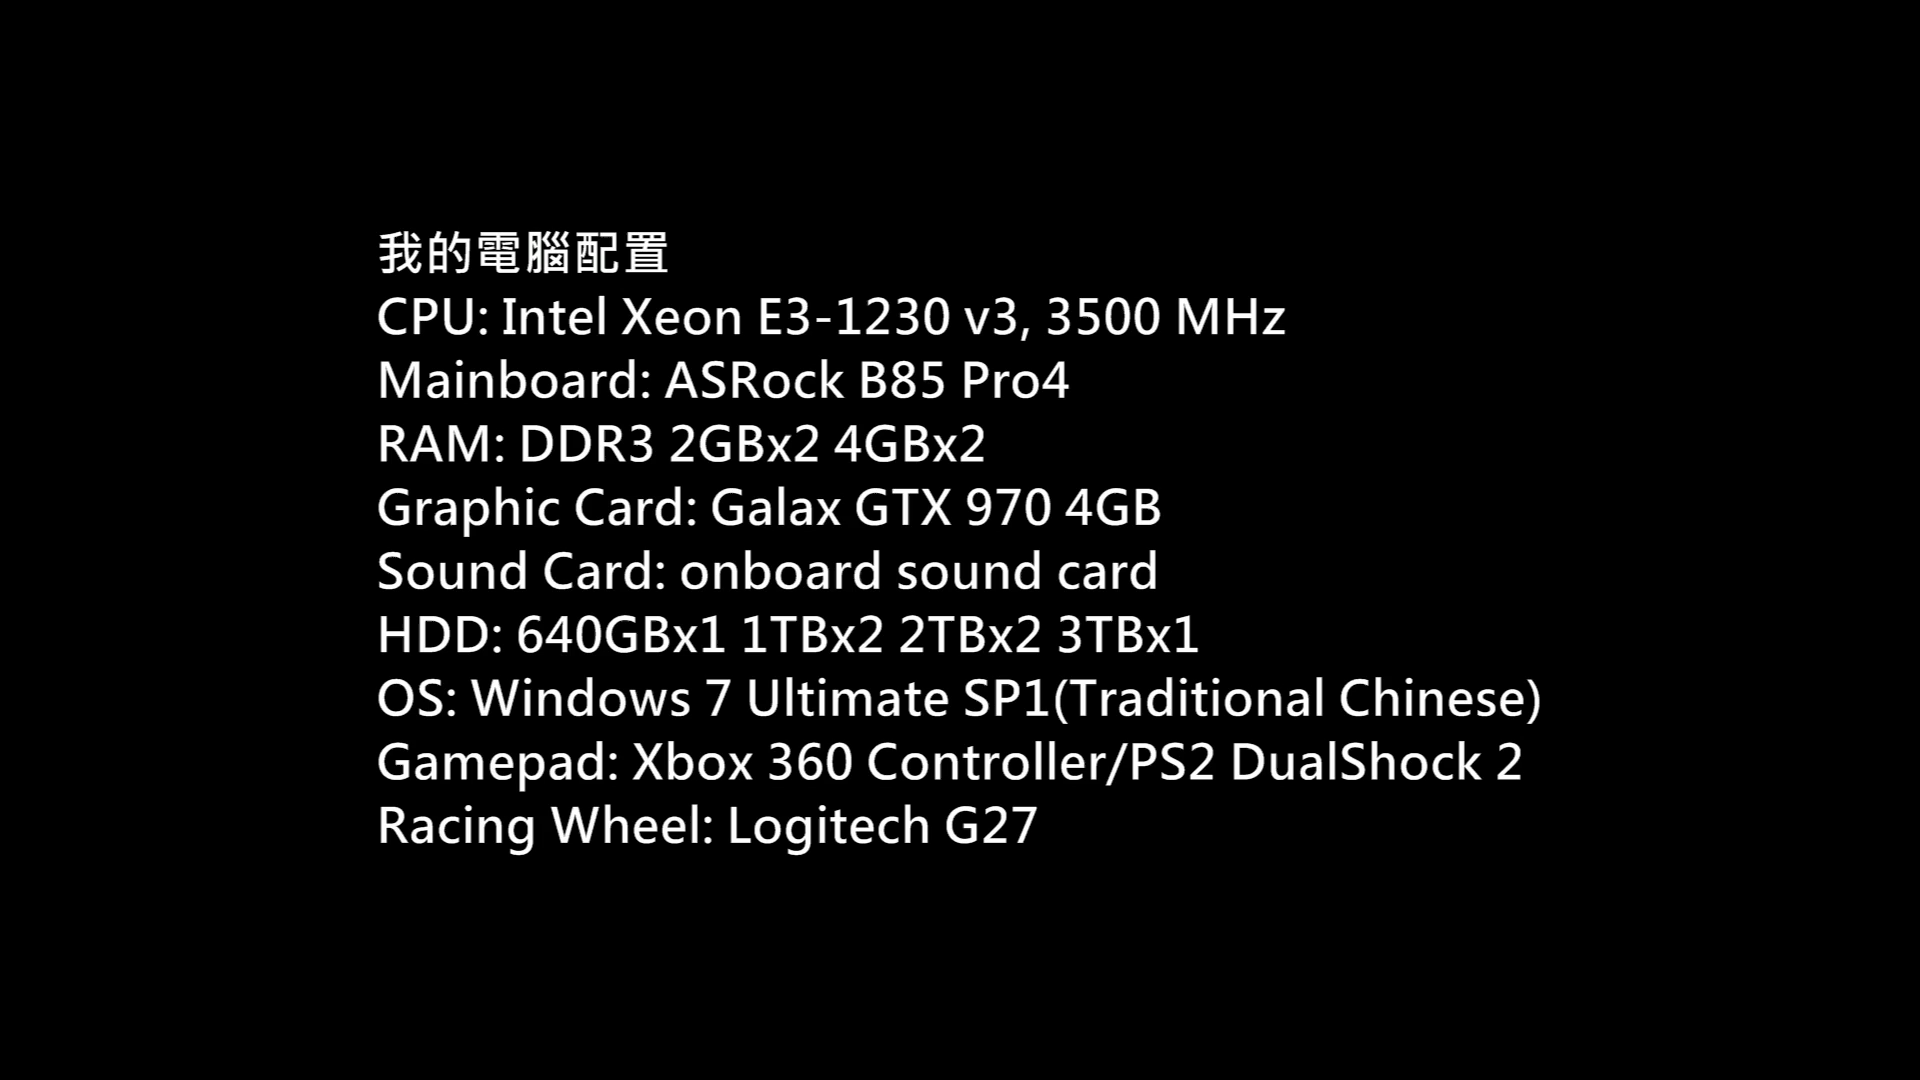 我的電腦配置
CPU: Intel Xeon E3-1230 v3, 3500 MHz
Mainboard: ASRock B85 Pro4
RAM: DDR3 2GBx2 4GBx2
Graphic Card: Galax GTX 970 4GB
Sound Card: onboard sound card
HDD: 640GBx1 1TBx2 2TBx2 3TBx1
OS: Windows 7 Ultimate SP1(Traditional Chinese)
Gamepad: Xbox 360 Controller/PS2 DualShock 2
Racing Wheel: Logitech G27